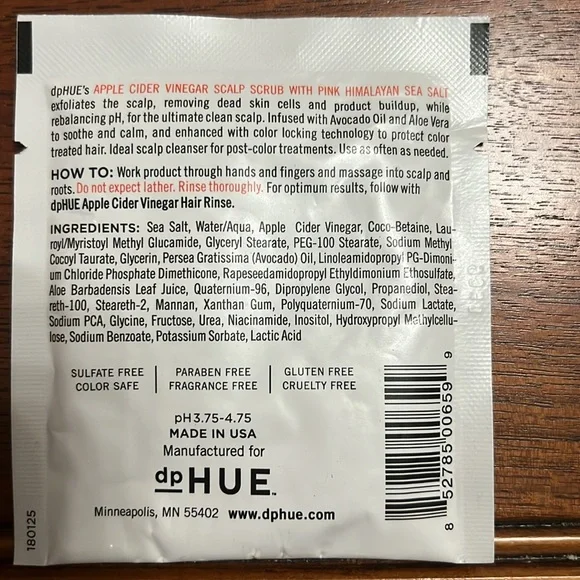 dpHUE's APPLE CIDER VINEGAR SCALP SCRUB WITH PINK HIMALAYAN SEA SALT
exfoliates the scalp, removing dead skin cells and product buildup, while
rebalancing pH, for the ultimate clean scalp. Infused with Avocado Oil and Aloe Vera
to soothe and calm, and enhanced with color locking technology to protect color
treated hair. Ideal scalp cleanser for post-color treatments. Use as often as needed.
HOW TO: Work product through hands and fingers and massage into scalp and
roots. Do not expect lather. Rinse thoroughly. For optimum results, follow with
dpHUE Apple Cider Vinegar Hair Rinse.
INGREDIENTS: Sea Salt, Water/Aqua, Apple Cider Vinegar, Coco-Betaine, Lau-
royl/Myristoyl Methyl Glucamide, Glyceryl Stearate, PEG-100 Stearate, Sodium Methyl
Cocoyl Taurate, Glycerin, Persea Gratissima (Avocado) Oil, Linoleamidopropyl PG-Dimoni-
um Chloride Phosphate Dimethicone, Rapeseedamidopropyl Ethyldimonium Ethosulfate,
Aloe Barbadensis Leaf Juice, Quaternium-96, Dipropylene Glycol, Propanediol, Stea-
reth-100, Steareth-2, Mannan, Xanthan Gum, Polyquaternium-70, Sodium Lactate,
Sodium PCA, Glycine, Fructose, Urea, Niacinamide, Inositol, Hydroxypropyl Methylcellu-
lose, Sodium Benzoate, Potassium Sorbate, Lactic Acid
SULFATE FREE PARABEN FREE GLUTEN FREE
COLOR SAFE FRAGRANCE FREE CRUELTY FREE
pH3.75-4.75
MADE IN USA
Manufactured for
dpHUE™
Minneapolis, MN 55402 www.dphue.com
8 52785 00659 9
180125